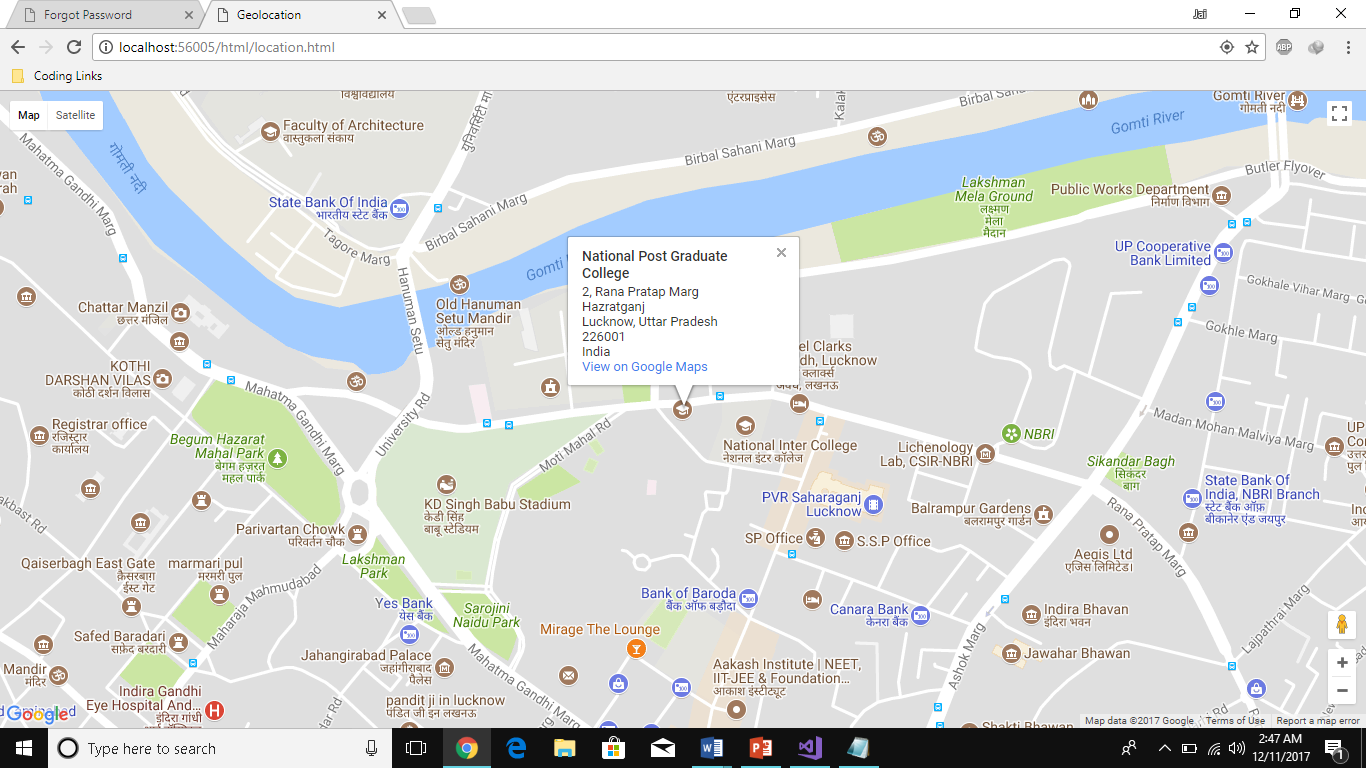 Forgot Password
Geolocation
localhost:56005/html/location.html
ABP
Coding Links
Map
Satellite
विश्वविद्यालय
एंटरप्राइसेस
Birbal Sahani Marg
Gomti River
गोमती नदी
Faculty of Architecture
वास्तुकला संकाय
Mahatma Gandhi Marg
गोमती नदी
Birbal Sahani Marg
Gomti River
Butler Flyover
Lakshman
Mela Ground
लक्ष्मण
मेला
मैदान
Public Works Department
निर्माण विभाग
State Bank Of India
भारतीय स्टेट बैंक
Tagore Marg
Birbal Sahani Marg
Hanuman Setu
UP Cooperative
Bank Limited
National Post Graduate
College
2, Rana Pratap Marg
Hazratganj
Lucknow, Uttar Pradesh
226001
India
View on Google Maps
Gomti
Gokhale Vihar Marg
Gokhle Marg
Chattar Manzil
छत्तर मंजिल
Old Hanuman
Setu Mandir
ओल्ड हनुमान
सेतु मंदिर
el Clarks
dh, Lucknow
क्लार्क्स
अवध, लखनऊ
KOTHI
DARSHAN VILAS
कोठी दर्शन विलास
Mahatma Gandhi Marg
University Rd
Moti Mahal Rd
Registrar office
रजिस्ट्रार
कार्यालय
Begum Hazarat
Mahal Park
बेगम हज़रत
महल पार्क
National Inter College
नेशनल इंटर कॉलेज
Lichenology
Lab, CSIR-NBRI
NBRI
Madan Mohan Malviya Marg
Sikandar Bagh
सिकंदर
बाग
State Bank Of
India, NBRI Branch
स्टेट बैंक ऑफ़
बीकानेर एंड जयपुर
KD Singh Babu Stadium
केडी सिंह
बाबू स्टेडियम
PVR Saharaganj
Lucknow
Balrampur Gardens
बलरामपुर गार्डन
Rana Pratap Marg
Parivartan Chowk
परिवर्तन चौक
SP Office
S.S.P Office
Aegis Ltd
एजिस लिमिटेड।
Qaiserbagh East Gate
क़ैसरबाग़
ईस्ट गेट
marmari pul
मरमरी पुल
Lakshman
Park
Maharaja Mahmudabad
Yes Bank
येस बैंक
Sarojini
Naidu Park
Bank of Baroda
बैंक ऑफ बड़ौदा
Canara Bank
केनरा बैंक
Indira Bhavan
इंदिरा भवन
Lajpathrai Marg
Safed Baradari
सफ़ेद बरदारी
Mirage The Lounge
Jahangirabad Palace
जहांगीराबाद
पैलेस
Mahatma Gandhi Marg
Aakash Institute | NEET,
IIT-JEE & Foundation...
आकाश इंस्टीट्यूट
Ashok Marg
Jawahar Bhawan
Mandir
मंदिर
Indira Gandhi
Eye Hospital And...
इंदिरा गांधी
pandit ji in lucknow
पंडित जी इन लखनऊ
Shakti Bhawan
Google
Map data ©2017 Google
Terms of Use
Report a map error
Type here to search
2:47 AM
12/11/2017
1